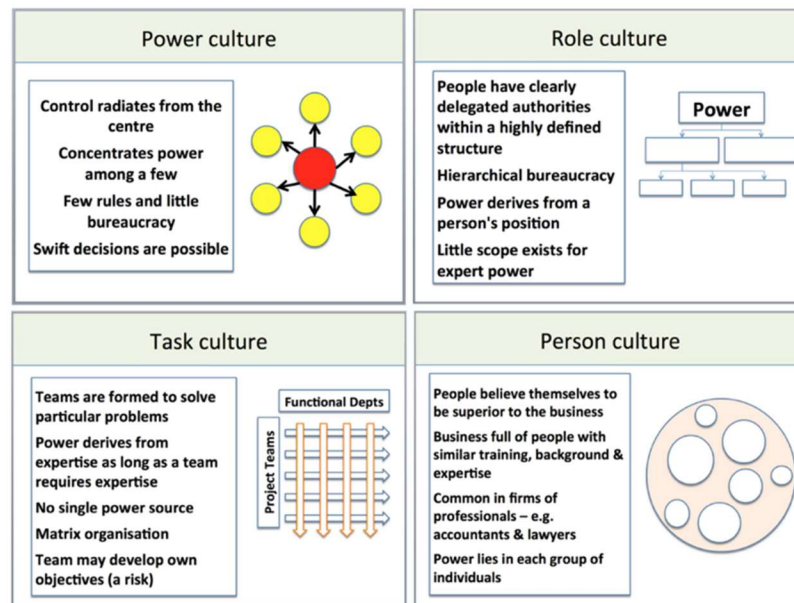 Power culture
Control radiates from the
centre
Concentrates power
among a few
Few rules and little
bureaucracy
Swift decisions are possible
Role culture
People have clearly
delegated authorities
within a highly defined
structure
Hierarchical bureaucracy
Power derives from a
person's position
Little scope exists for
expert power
Power
Task culture
Teams are formed to solve
particular problems
Power derives from
expertise as long as a team
requires expertise
No single power source
Matrix organisation
Team may develop own
objectives (a risk)
Functional Depts
Project Teams
Person culture
People believe themselves to
be superior to the business
Business full of people with
similar training, background &
expertise
Common in firms of
professionals – e.g.
accountants & lawyers
Power lies in each group of
individuals